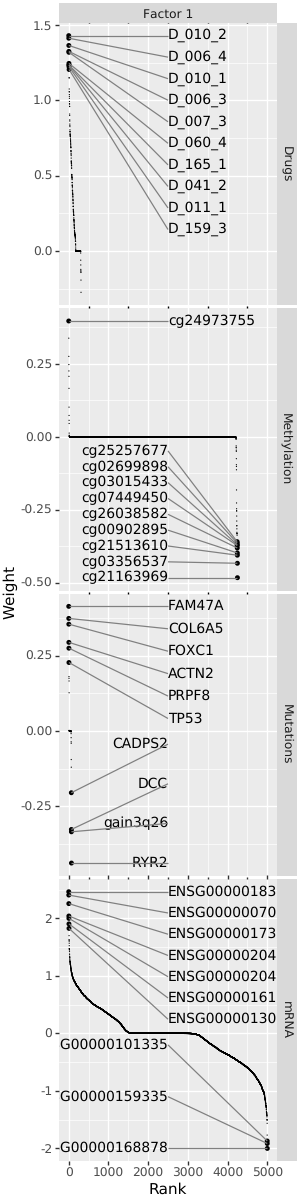 Factor 1
1.5
1.0
0.5
0.0
D_010_2
D_006_4
D_010_1
D_006_3
D_007_3
D_060_4
D_165_1
D_041_2
D_011_1
D_159_3
Drugs
0.25
0.00
-0.25
-0.50
cg24973755
cg25257677
cg02699898
cg03015433
cg07449450
cg26038582
cg00902895
cg21513610
cg03356537
cg21163969
Methylation
Weight
0.25
0.00
-0.25
FAM47A
COL6A5
FOXC1
ACTN2
PRPF8
TP53
CADPS2
DCC
gain3q26
RYR2
Mutations
2
1
0
-1
-2
ENSG00000183
ENSG00000070
ENSG00000173
ENSG00000204
ENSG00000204
ENSG00000161
ENSG00000130
G00000101335
G00000159335
G00000168878
mRNA
0 1000 2000 3000 4000 5000
Rank